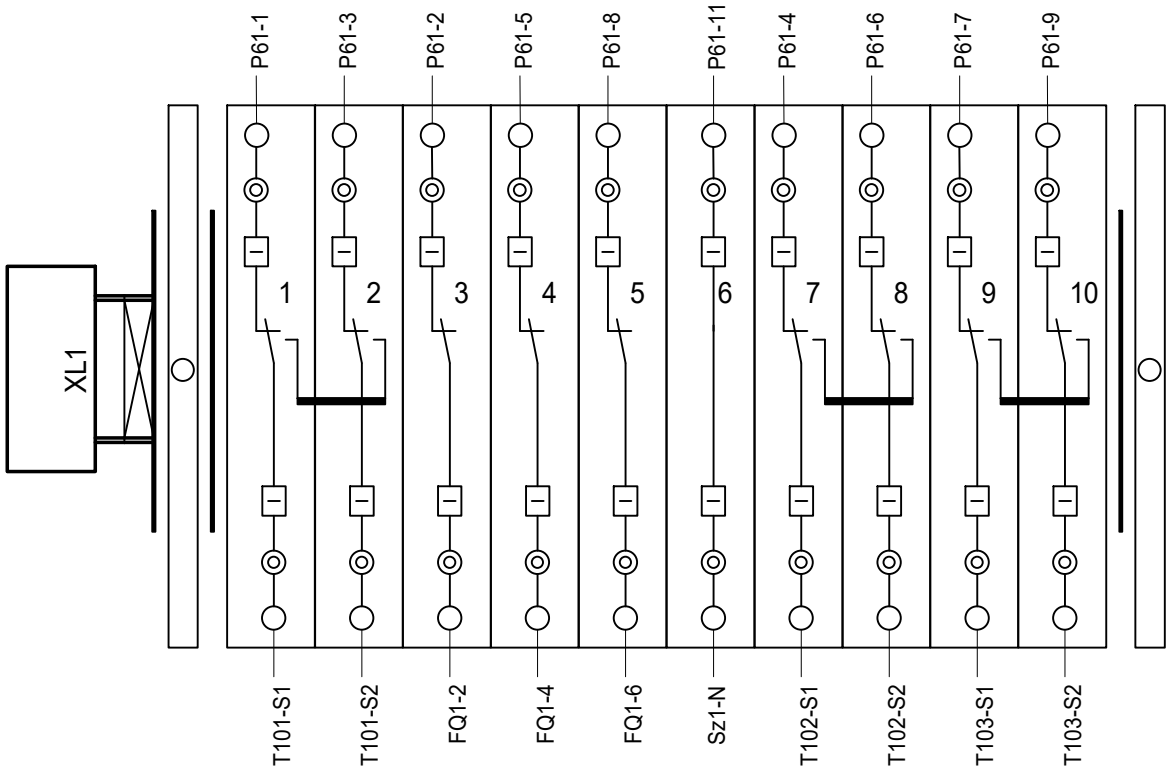 P61-1
P61-3
P61-2
P61-5
P61-8
P61-11
P61-4
P61-6
P61-7
P61-9
XL1
1
2
3
4
5
6
7
8
9
10
T101-S1
T101-S2
FQ1-2
FQ1-4
FQ1-6
Sz1-N
T102-S1
T102-S2
T103-S1
T103-S2